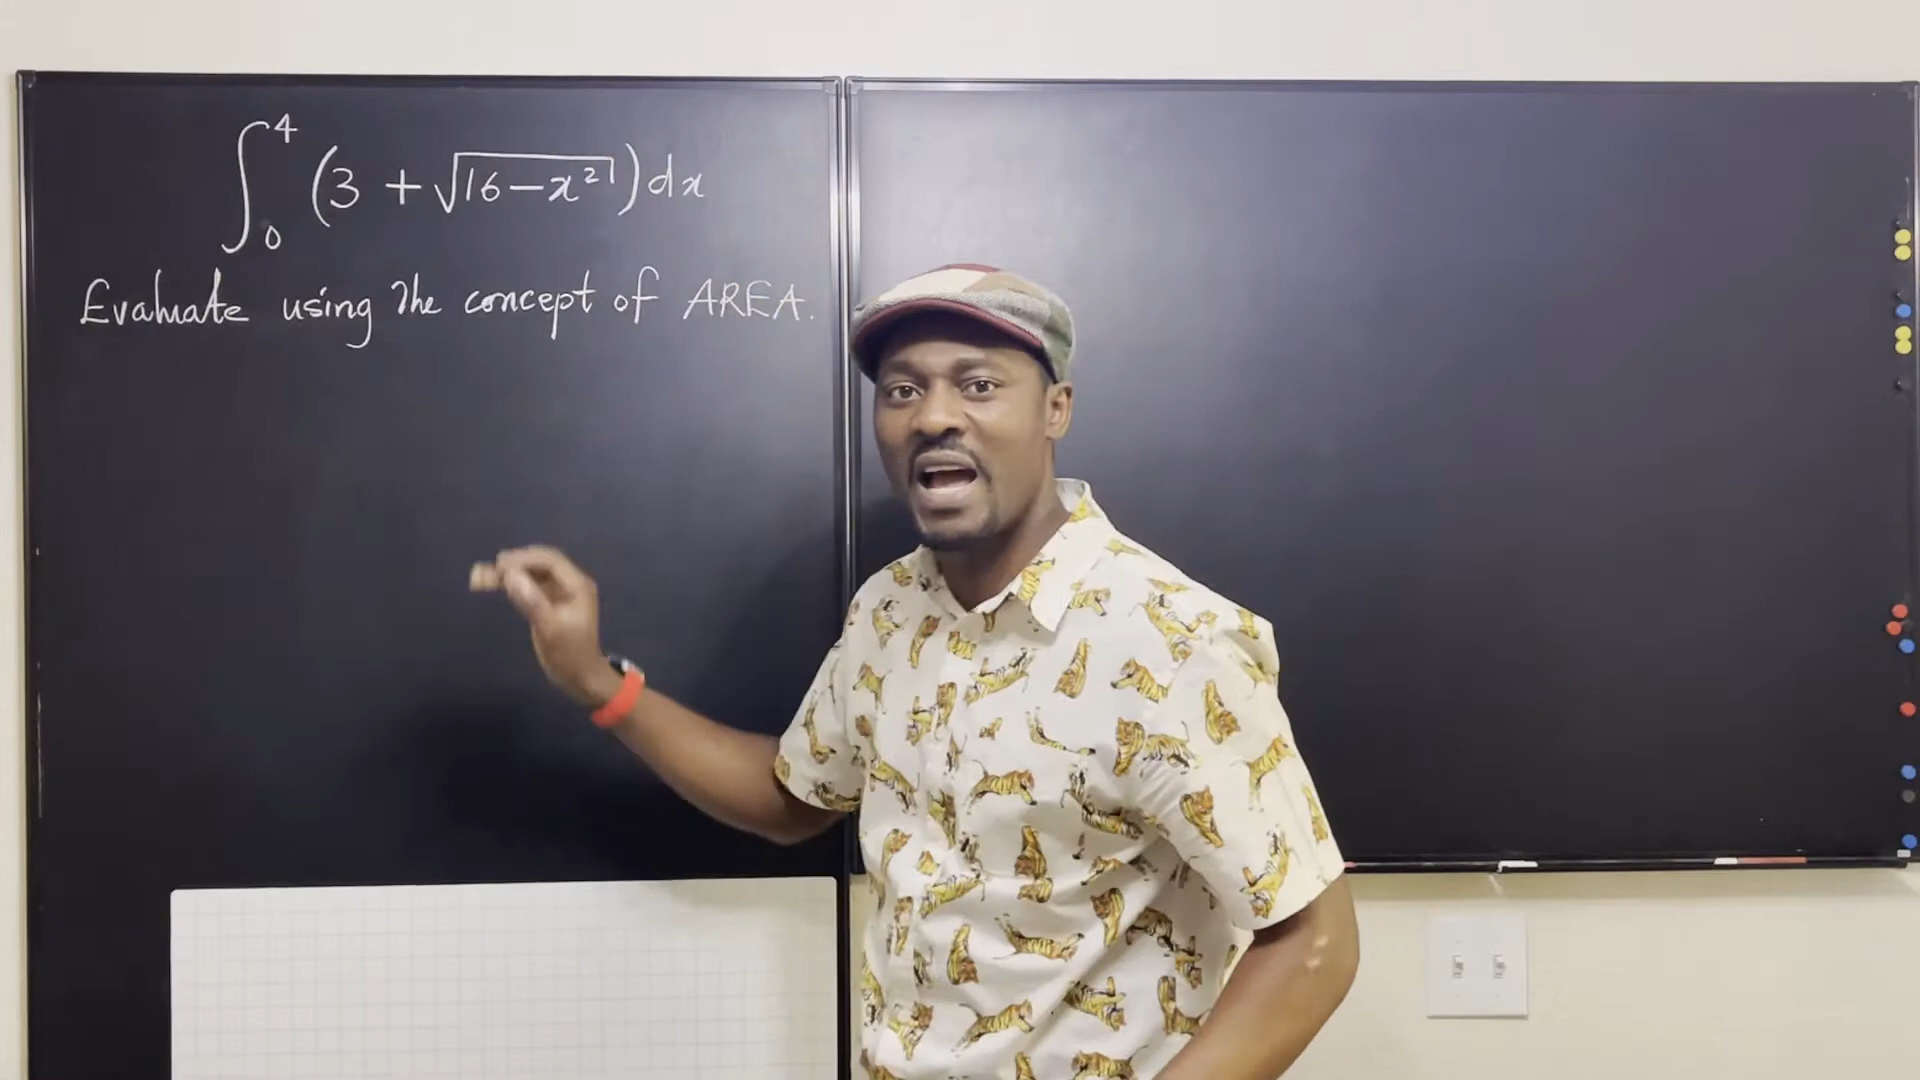 ∫₀⁴ (3 + √(16 − x²)) dx
Evaluate using the concept of AREA.